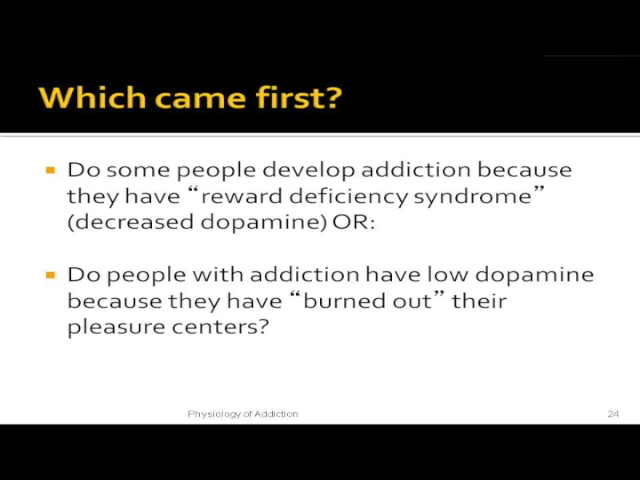 Which came first?
Do some people develop addiction because
they have “reward deficiency syndrome”
(decreased dopamine) OR:
Do people with addiction have low dopamine
because they have “burned out” their
pleasure centers?
Physiology of Addiction
24